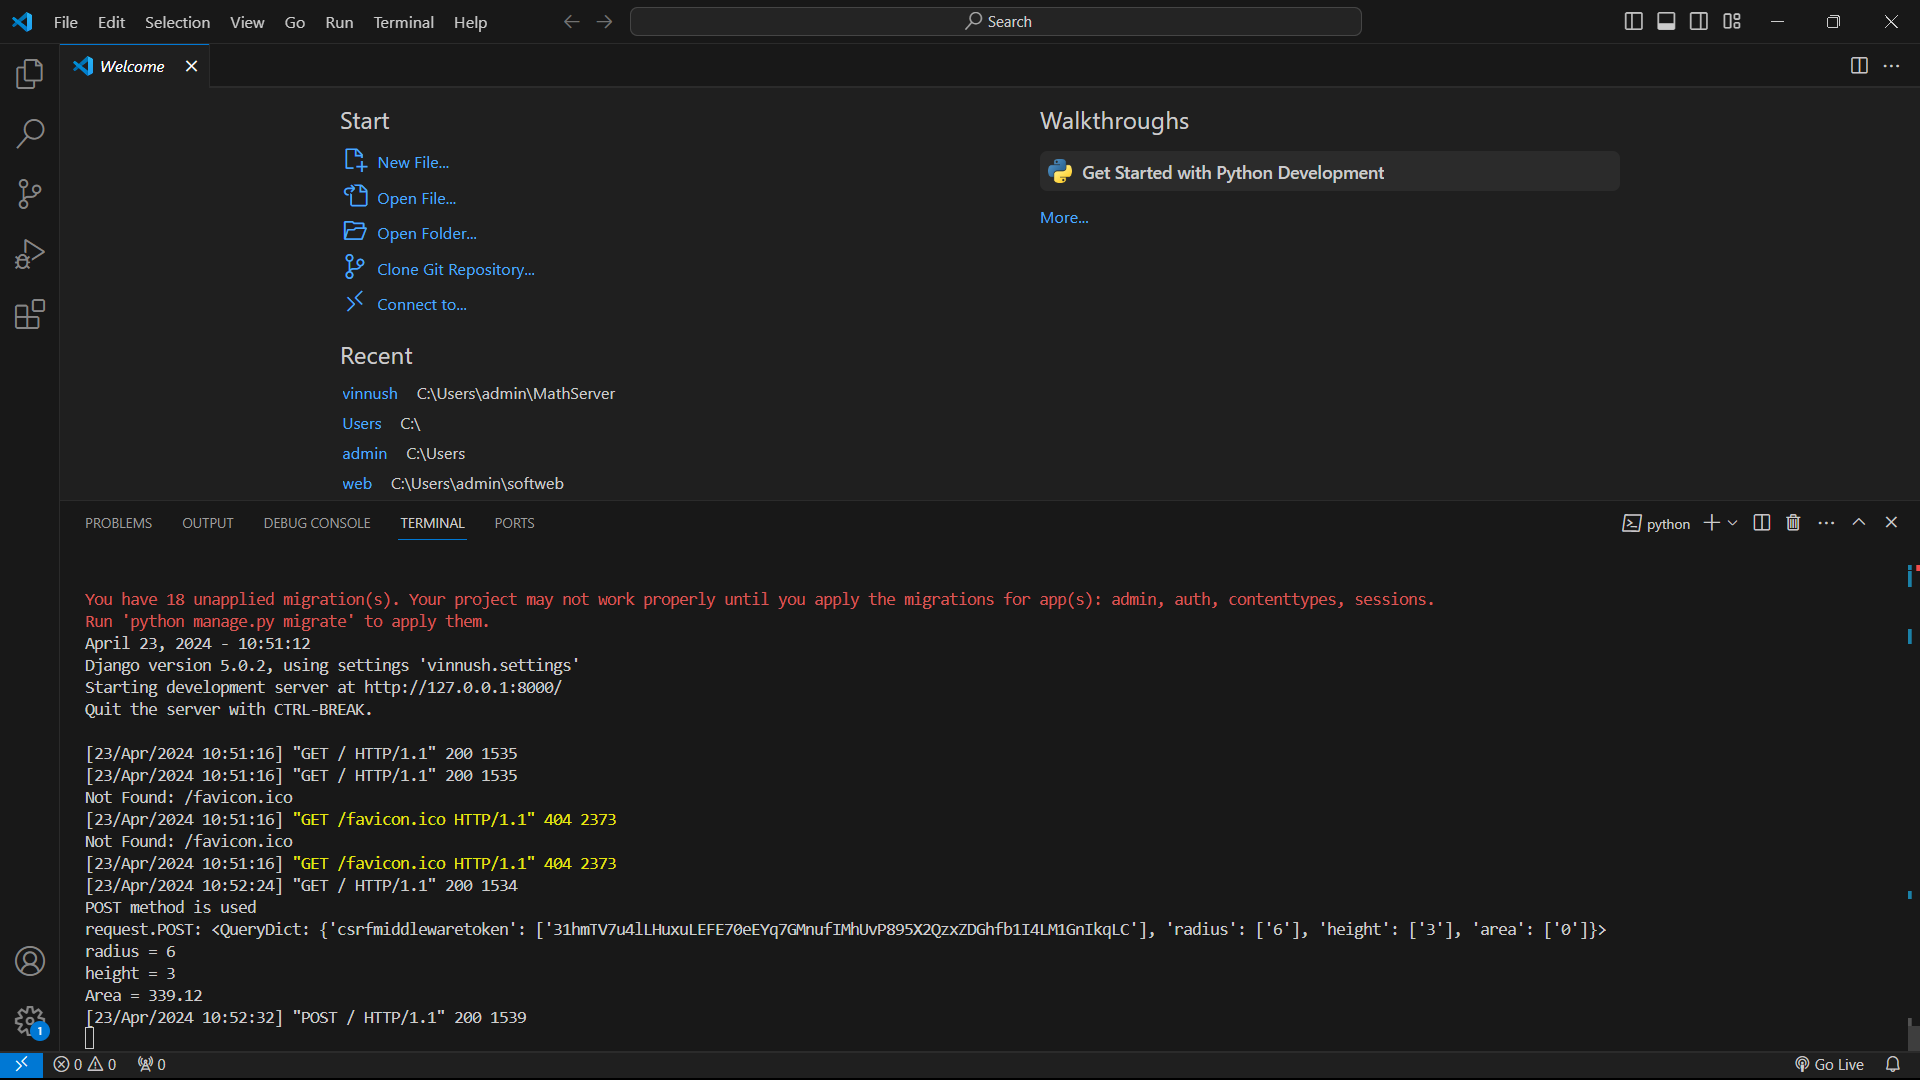 File Edit Selection View Go Run Terminal Help
Search
Welcome
Start
New File...
Open File...
Open Folder...
Clone Git Repository...
Connect to...
Recent
vinnush C:\Users\admin\MathServer
Users C:\
admin C:\Users
web C:\Users\admin\softweb
Walkthroughs
Get Started with Python Development
More...
PROBLEMS OUTPUT DEBUG CONSOLE TERMINAL PORTS
python
You have 18 unapplied migration(s). Your project may not work properly until you apply the migrations for app(s): admin, auth, contenttypes, sessions.
Run 'python manage.py migrate' to apply them.
April 23, 2024 - 10:51:12
Django version 5.0.2, using settings 'vinnush.settings'
Starting development server at http://127.0.0.1:8000/
Quit the server with CTRL-BREAK.
[23/Apr/2024 10:51:16] "GET / HTTP/1.1" 200 1535
[23/Apr/2024 10:51:16] "GET / HTTP/1.1" 200 1535
Not Found: /favicon.ico
[23/Apr/2024 10:51:16] "GET /favicon.ico HTTP/1.1" 404 2373
Not Found: /favicon.ico
[23/Apr/2024 10:51:16] "GET /favicon.ico HTTP/1.1" 404 2373
[23/Apr/2024 10:52:24] "GET / HTTP/1.1" 200 1534
POST method is used
request.POST: <QueryDict: {'csrfmiddlewaretoken': ['31hmTV7u4lLHuxuLEFE70eEYq7GMnufIMhUvP895X2QzxZDGhfb1I4LM1GnIkqLC'], 'radius': ['6'], 'height': ['3'], 'area': ['0']}>
radius = 6
height = 3
Area = 339.12
[23/Apr/2024 10:52:32] "POST / HTTP/1.1" 200 1539
1
0 0 0
Go Live